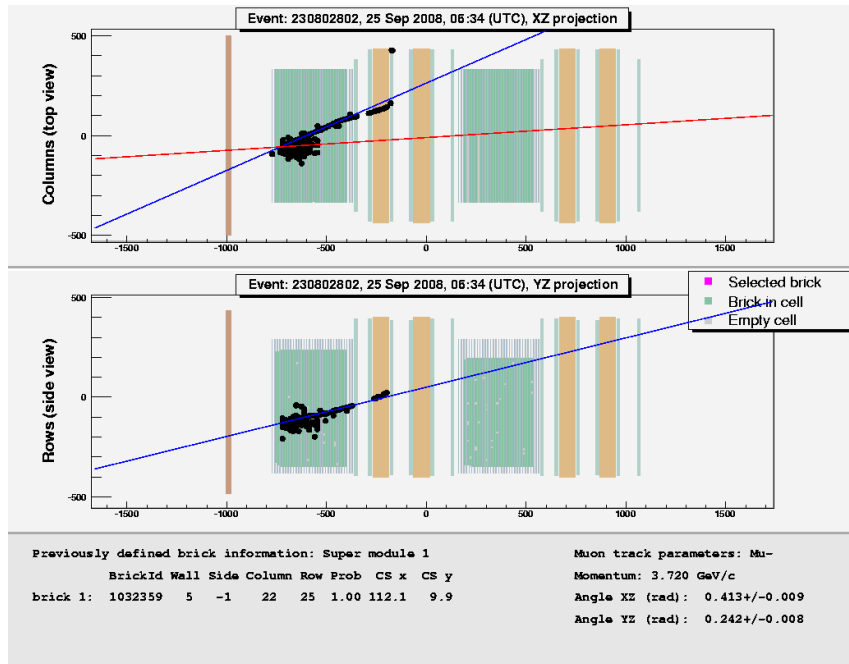 Event: 230802802, 25 Sep 2008, 06:34 (UTC), XZ projection
Columns (top view)
500
0
-500
-1500 -1000 -500 0 500 1000 1500
Event: 230802802, 25 Sep 2008, 06:34 (UTC), YZ projection
Selected brick
Brick in cell
Empty cell
Rows (side view)
500
0
-500
-1500 -1000 -500 0 500 1000 1500
Previously defined brick information: Super module 1
BrickId Wall Side Column Row Prob CS x CS y
brick 1: 1032359 5 -1 22 25 1.00 112.1 9.9
Muon track parameters: Mu-
Momentum: 3.720 GeV/c
Angle XZ (rad): 0.413+/-0.009
Angle YZ (rad): 0.242+/-0.008